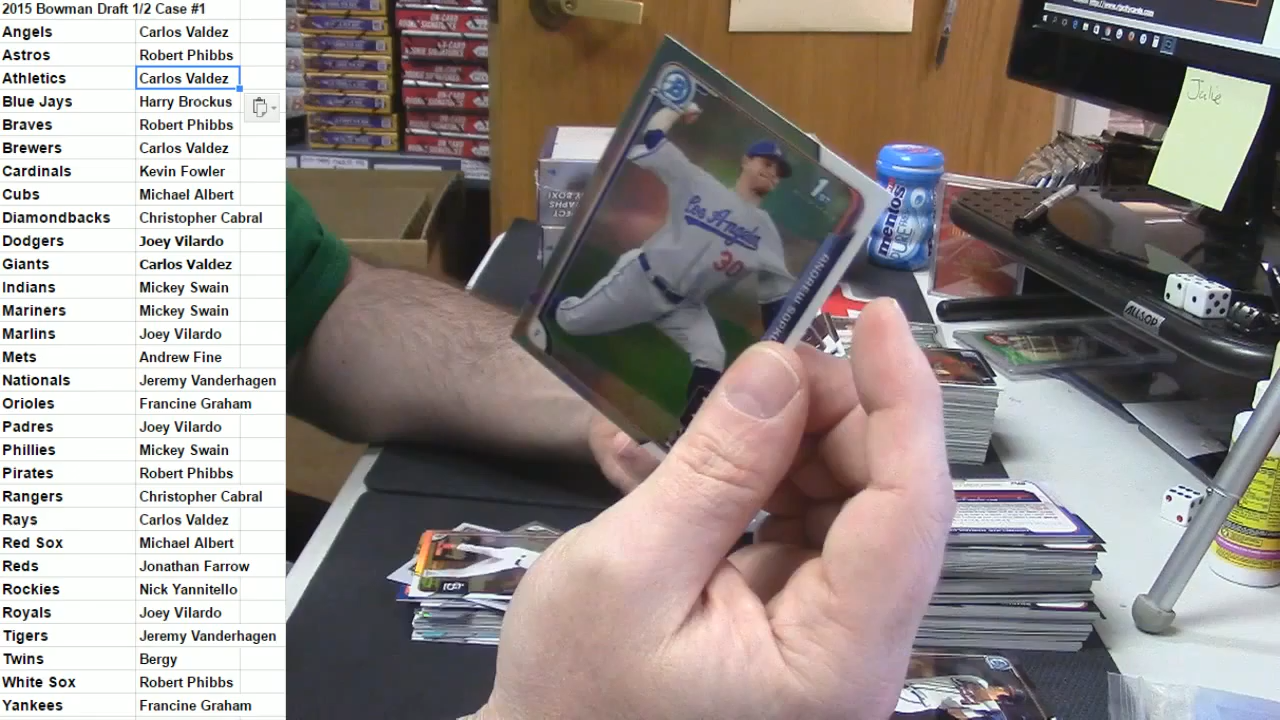 2015 Bowman Draft 1/2 Case #1
Angels Carlos Valdez
Astros Robert Phibbs
Athletics Carlos Valdez
Blue Jays Harry Brockus
Braves Robert Phibbs
Brewers Carlos Valdez
Cardinals Kevin Fowler
Cubs Michael Albert
Diamondbacks Christopher Cabral
Dodgers Joey Vilardo
Giants Carlos Valdez
Indians Mickey Swain
Mariners Mickey Swain
Marlins Joey Vilardo
Mets Andrew Fine
Nationals Jeremy Vanderhagen
Orioles Francine Graham
Padres Joey Vilardo
Phillies Mickey Swain
Pirates Robert Phibbs
Rangers Christopher Cabral
Rays Carlos Valdez
Red Sox Michael Albert
Reds Jonathan Farrow
Rockies Nick Yannitello
Royals Joey Vilardo
Tigers Jeremy Vanderhagen
Twins Bergy
White Sox Robert Phibbs
Yankees Francine Graham
B
1st
Los Angeles
30
ANDREW
mentos
PURE
Julie
ALLSOP